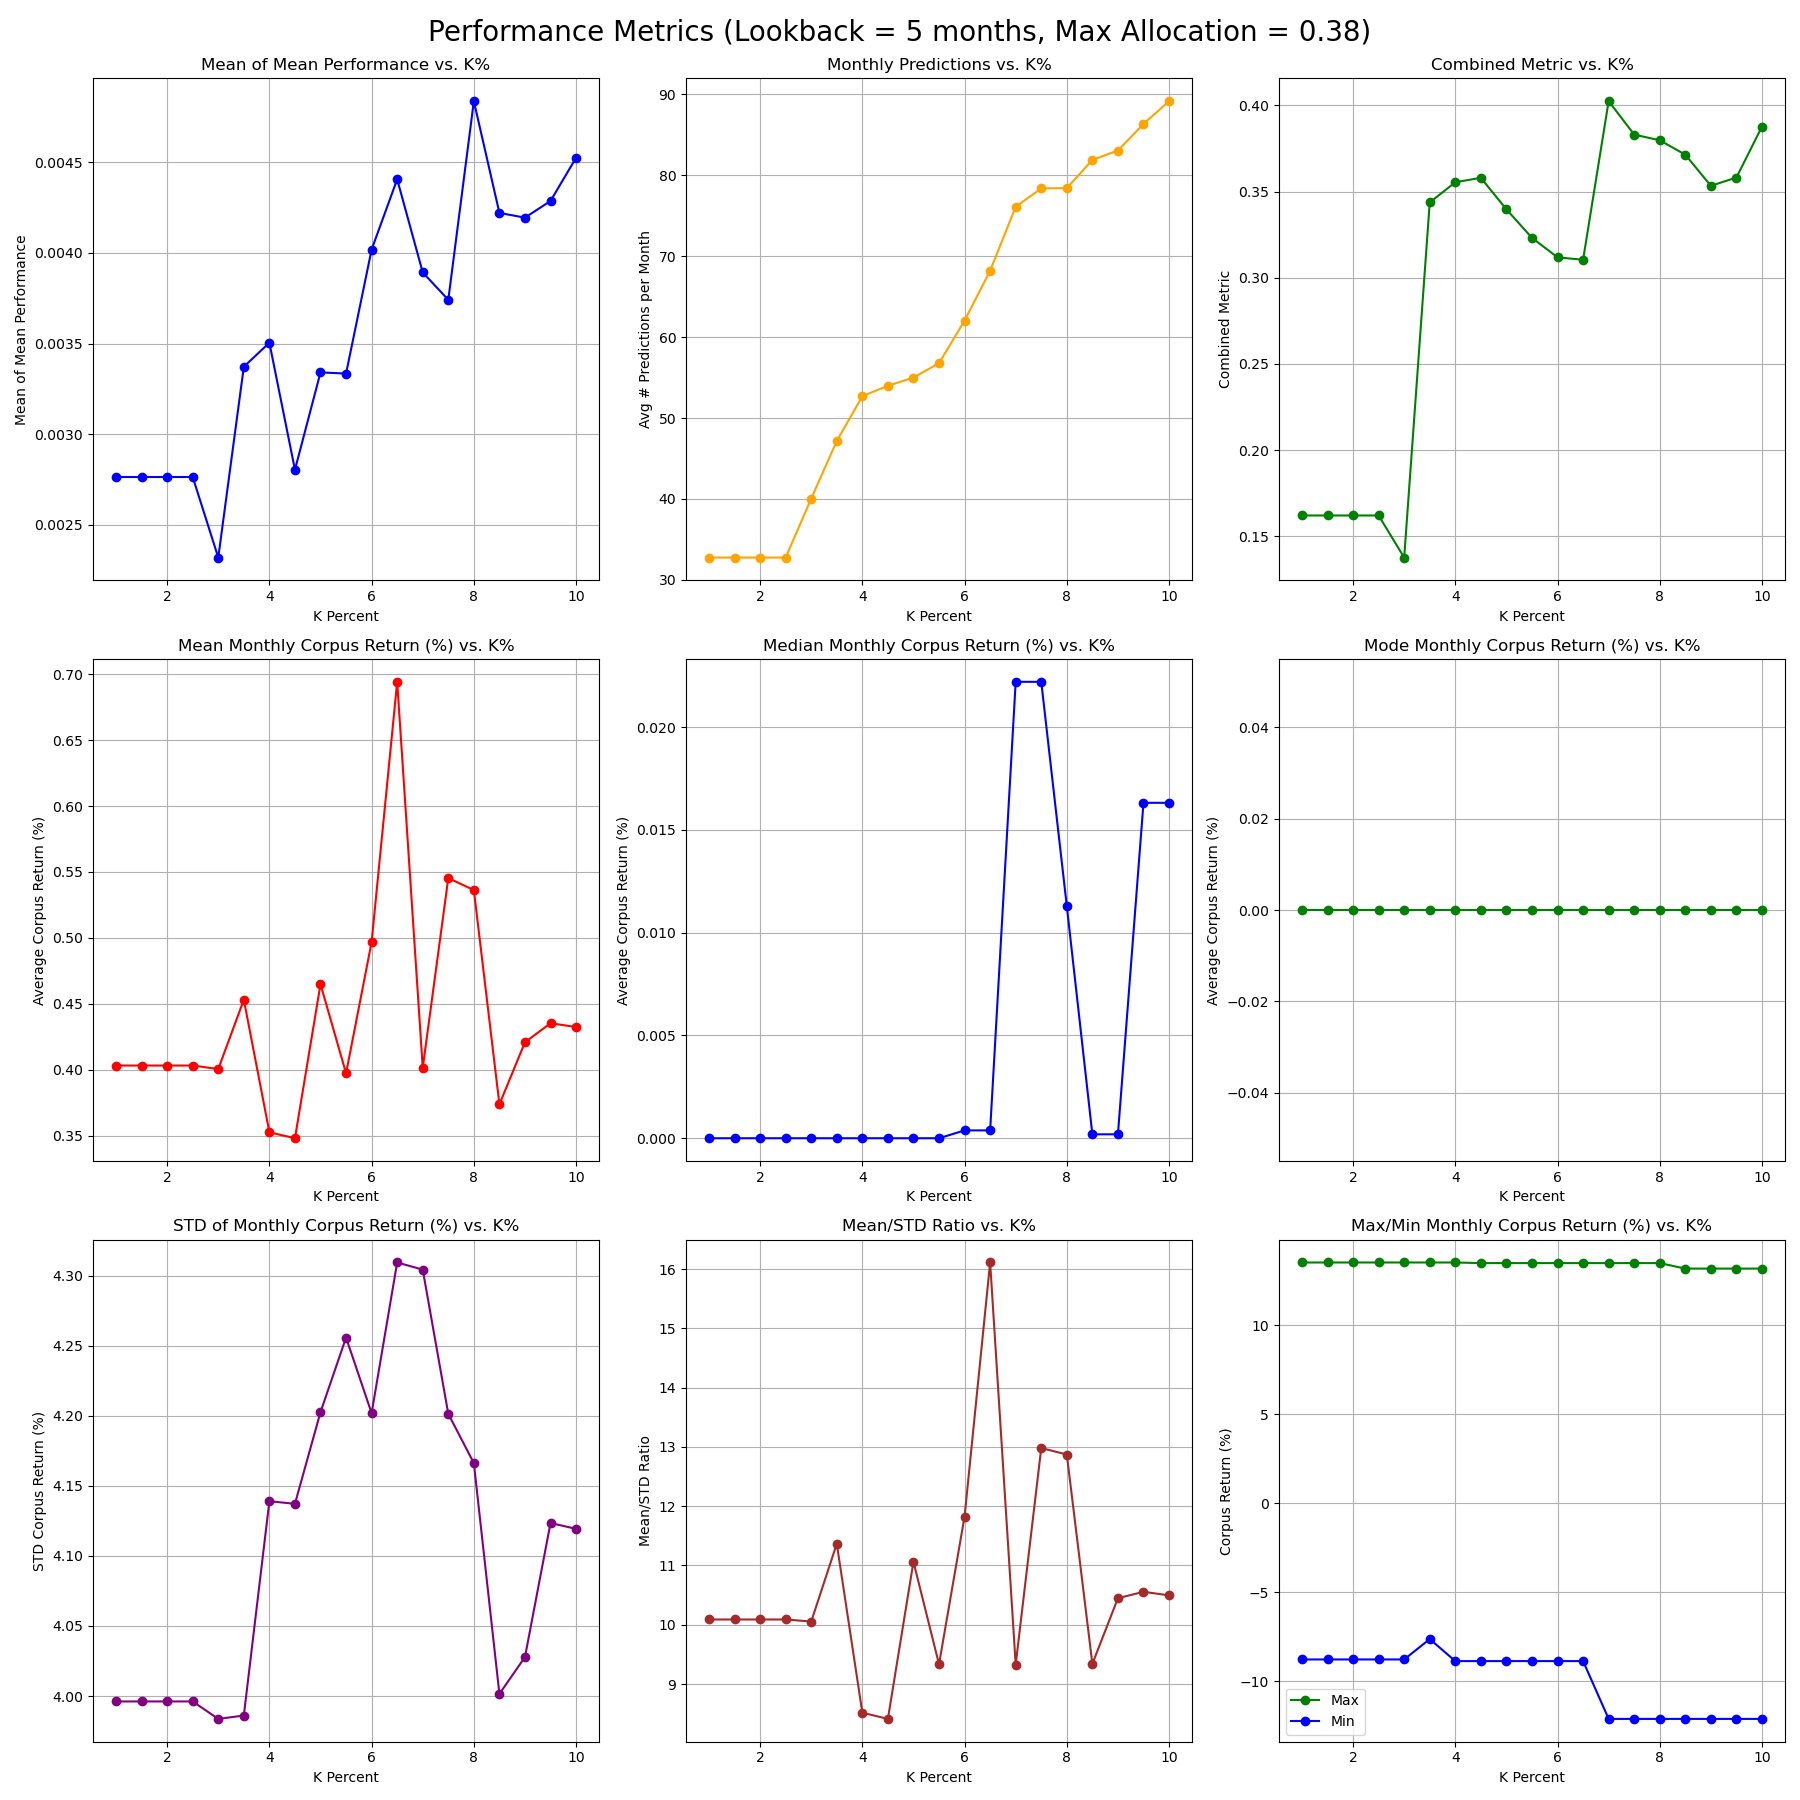 Performance Metrics (Lookback = 5 months, Max Allocation = 0.38)
Mean of Mean Performance vs. K%
Mean of Mean Performance
0.0045
0.0040
0.0035
0.0030
0.0025
2 4 6 8 10
K Percent
Monthly Predictions vs. K%
Avg # Predictions per Month
90
80
70
60
50
40
30
2 4 6 8 10
K Percent
Combined Metric vs. K%
Combined Metric
0.40
0.35
0.30
0.25
0.20
0.15
2 4 6 8 10
K Percent
Mean Monthly Corpus Return (%) vs. K%
Average Corpus Return (%)
0.70
0.65
0.60
0.55
0.50
0.45
0.40
0.35
2 4 6 8 10
K Percent
Median Monthly Corpus Return (%) vs. K%
Average Corpus Return (%)
0.020
0.015
0.010
0.005
0.000
2 4 6 8 10
K Percent
Mode Monthly Corpus Return (%) vs. K%
Average Corpus Return (%)
0.04
0.02
0.00
−0.02
−0.04
2 4 6 8 10
K Percent
STD of Monthly Corpus Return (%) vs. K%
STD Corpus Return (%)
4.30
4.25
4.20
4.15
4.10
4.05
4.00
2 4 6 8 10
K Percent
Mean/STD Ratio vs. K%
Mean/STD Ratio
16
15
14
13
12
11
10
9
2 4 6 8 10
K Percent
Max/Min Monthly Corpus Return (%) vs. K%
Corpus Return (%)
10
5
0
−5
−10
Max
Min
2 4 6 8 10
K Percent